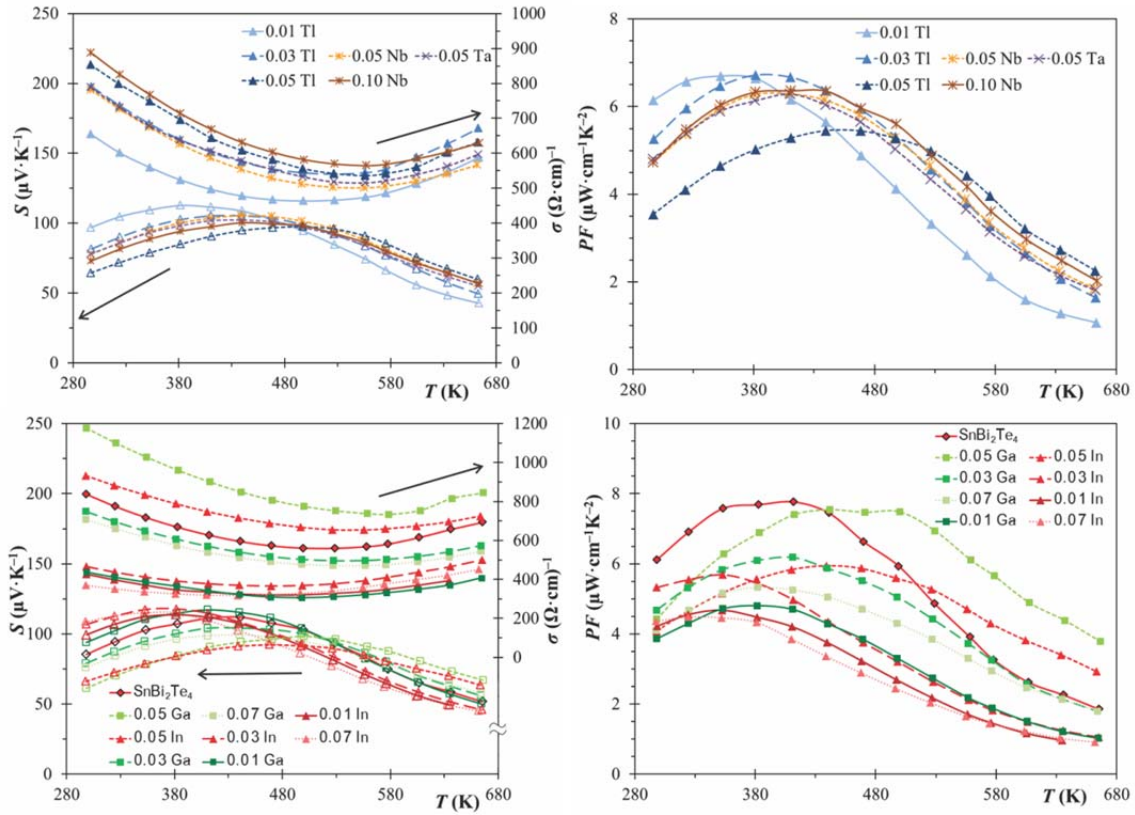 0.01 Tl
0.03 Tl 0.05 Nb 0.05 Ta
0.05 Tl 0.10 Nb
S (µV·K⁻¹)
250
200
150
100
50
0
σ (Ω·cm)⁻¹
1000
900
800
700
600
500
400
300
200
100
0
280 380 480 580 680
T (K)
0.01 Tl
0.03 Tl 0.05 Nb 0.05 Ta
0.05 Tl 0.10 Nb
PF (µW·cm⁻¹K⁻²)
8
6
4
2
0
280 380 480 580 680
T (K)
S (µV·K⁻¹)
250
200
150
100
50
0
σ (Ω·cm)⁻¹
1200
1000
800
600
400
200
0
SnBi₂Te₄
0.05 Ga 0.07 Ga 0.01 In
0.05 In 0.03 In 0.07 In
0.03 Ga 0.01 Ga
280 380 480 580 680
T (K)
PF (µW·cm⁻¹K⁻²)
10
8
6
4
2
0
SnBi₂Te₄
0.05 Ga 0.05 In
0.03 Ga 0.03 In
0.07 Ga 0.01 In
0.01 Ga 0.07 In
280 380 480 580 680
T (K)